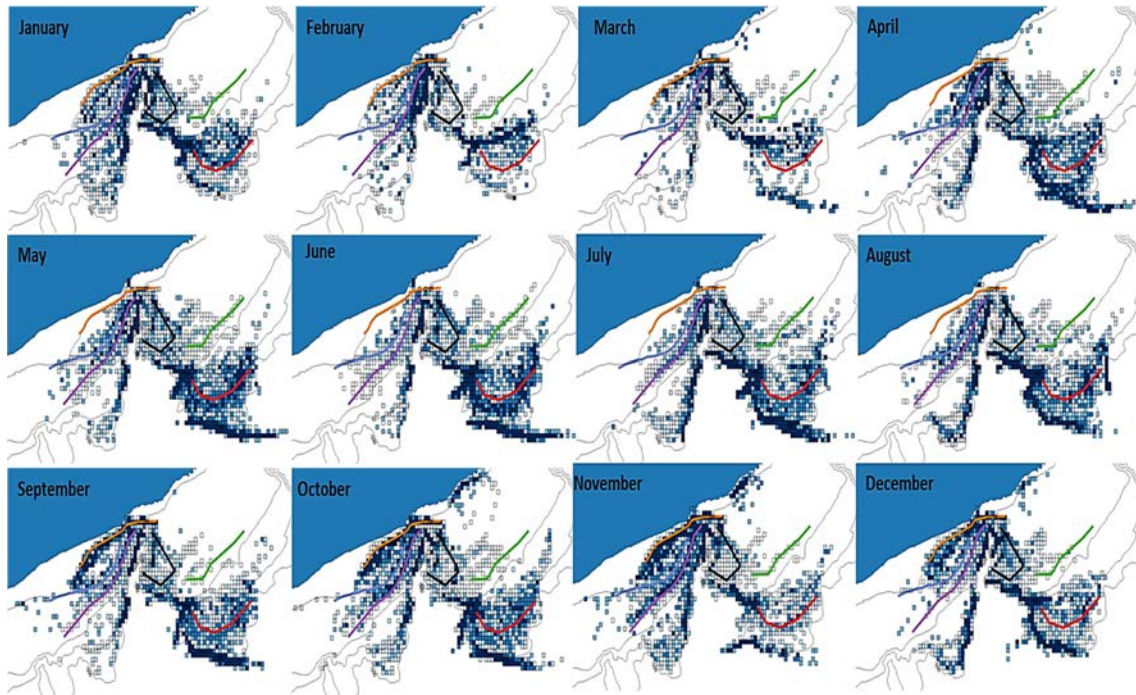 January
February
March
April
May
June
July
August
September
October
November
December